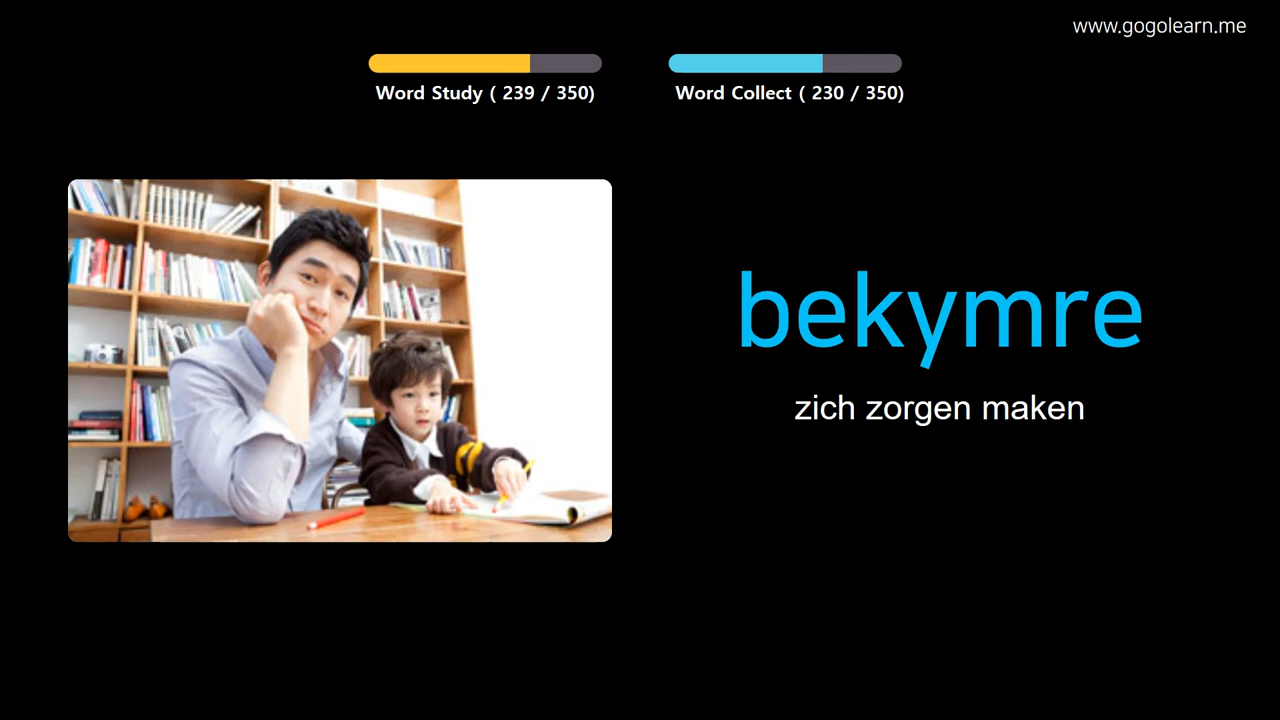 www.gogolearn.me
Word Study ( 239 / 350)
Word Collect ( 230 / 350)
bekymre
zich zorgen maken